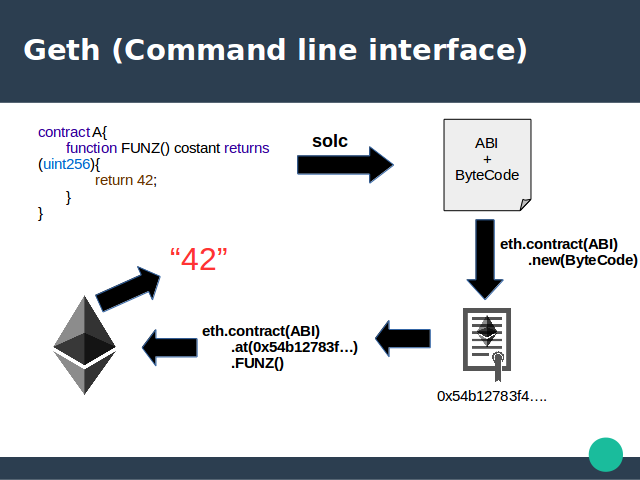 Geth (Command line interface)
contract A{
function FUNZ() costant returns
(uint256){
return 42;
}
}
solc
ABI
+
ByteCode
eth.contract(ABI)
.new(ByteCode)
0x54b12783f4….
eth.contract(ABI)
.at(0x54b12783f…)
.FUNZ()
“42”